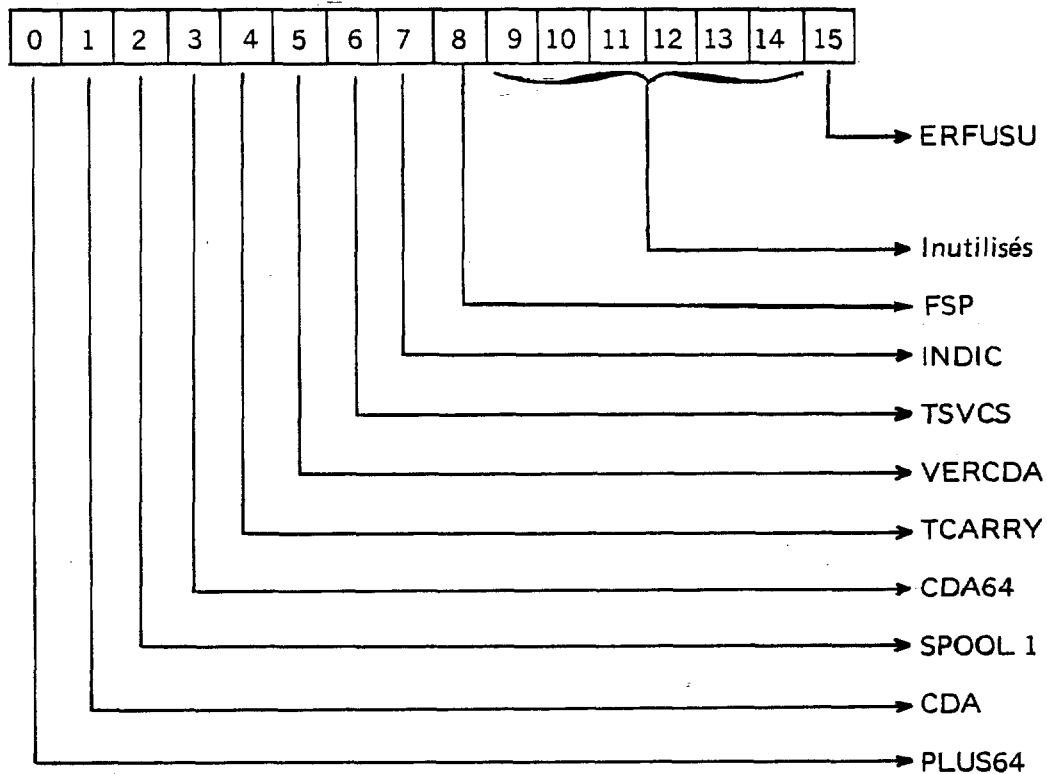 0 1 2 3 4 5 6 7 8 9 10 11 12 13 14 15
ERFUSU
Inutilisés
FSP
INDIC
TSVCS
VERCDA
TCARRY
CDA64
SPOOL 1
CDA
PLUS64